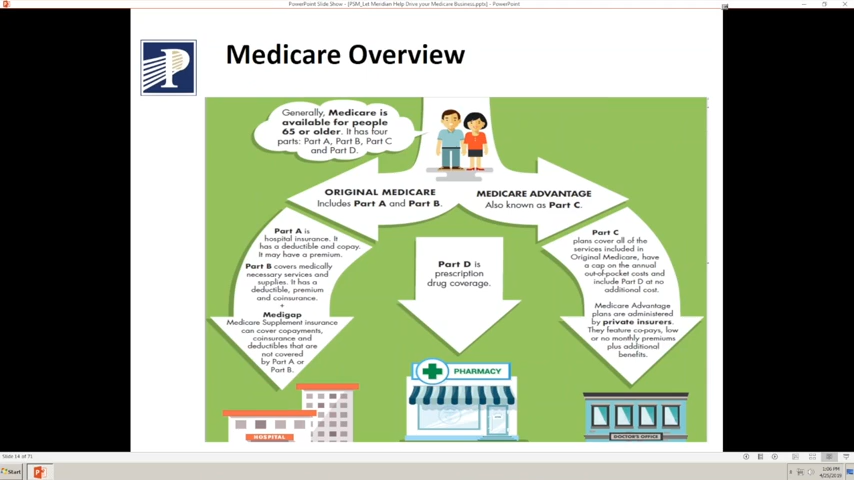 PowerPoint Slide Show - [PSM_Let Meridian Help Drive your Medicare Business.pptx] - PowerPoint
P
Medicare Overview
Generally, Medicare is
available for people
65 or older. It has four
parts: Part A, Part B, Part C
and Part D.
ORIGINAL MEDICARE
Includes Part A and Part B.
MEDICARE ADVANTAGE
Also known as Part C.
Part A is
hospital insurance. It
has a deductible and copay.
It may have a premium.
Part B covers medically
necessary services and
supplies. It has a
deductible, premium
and coinsurance.
+
Medigap
Medicare Supplement insurance
can cover copayments,
coinsurance and
deductibles that are
not covered
by Part A or
Part B.
Part D is
prescription
drug coverage.
Part C
plans cover all of the
services included in
Original Medicare, have
a cap on the annual
out-of-pocket costs and
include Part D at no
additional cost.
Medicare Advantage
plans are administered
by private insurers.
They feature co-pays, low
or no monthly premiums
plus additional
benefits.
HOSPITAL
PHARMACY
DOCTOR'S OFFICE
Slide 14 of 71
Start
1:06 PM